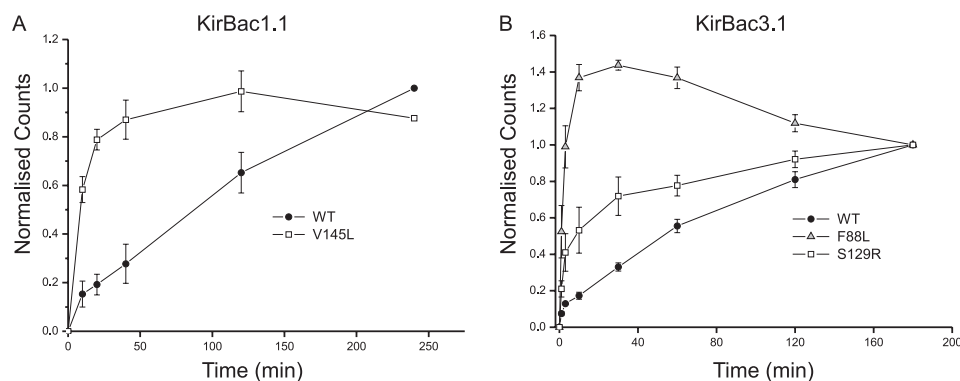 A
KirBac1.1
Normalised Counts
1.2
1.0
0.8
0.6
0.4
0.2
0.0
WT
V145L
0
50
100
150
200
250
Time (min)
B
KirBac3.1
Normalised Counts
1.6
1.4
1.2
1.0
0.8
0.6
0.4
0.2
0.0
WT
F88L
S129R
0
40
80
120
160
200
Time (min)